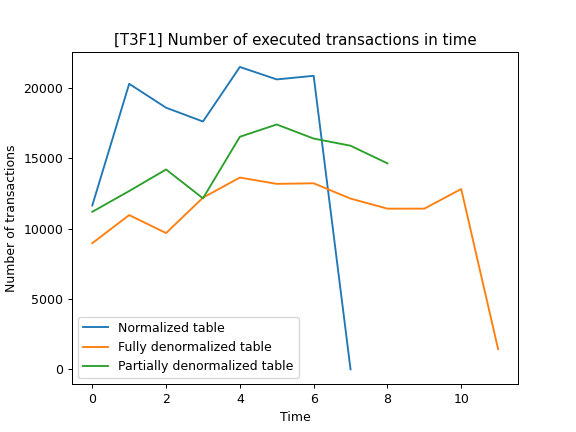 [T3F1] Number of executed transactions in time
Number of transactions
20000
15000
10000
5000
0
Normalized table
Fully denormalized table
Partially denormalized table
0 2 4 6 8 10
Time